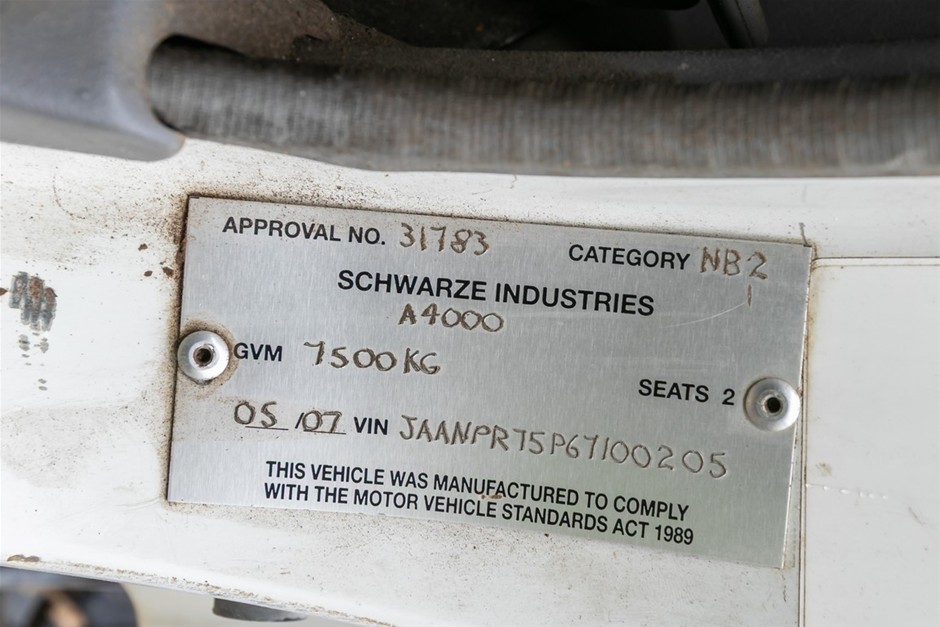 APPROVAL NO. 31783 CATEGORY NB2
SCHWARZE INDUSTRIES
A4000
GVM 7500KG
SEATS 2
05/07 VIN JAANPR75P67100205
THIS VEHICLE WAS MANUFACTURED TO COMPLY
WITH THE MOTOR VEHICLE STANDARDS ACT 1989